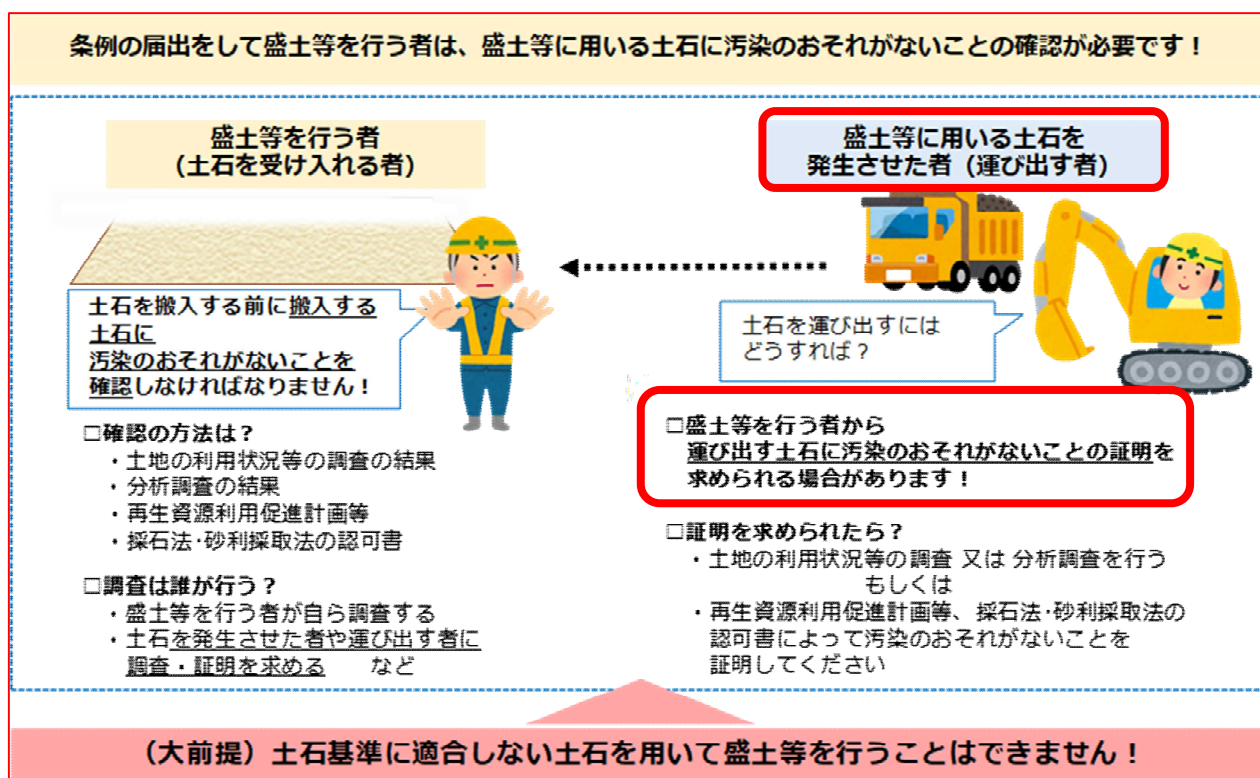 条例の届出をして盛土等を行う者は、盛土等に用いる土石に汚染のおそれがないことの確認が必要です！
盛土等を行う者
（土石を受け入れる者）
土石を搬入する前に搬入する
土石に
汚染のおそれがないことを
確認しなければなりません！
□確認の方法は？
・土地の利用状況等の調査の結果
・分析調査の結果
・再生資源利用促進計画等
・採石法･砂利採取法の認可書
□調査は誰が行う？
・盛土等を行う者が自ら調査する
・土石を発生させた者や運び出す者に
調査・証明を求める　　など
盛土等に用いる土石を
発生させた者（運び出す者）
土石を運び出すには
どうすれば？
□盛土等を行う者から
運び出す土石に汚染のおそれがないことの証明を
求められる場合があります！
□証明を求められたら？
・土地の利用状況等の調査 又は 分析調査を行う
もしくは
・再生資源利用促進計画等、採石法･砂利採取法の
認可書によって汚染のおそれがないことを
証明してください
（大前提）土石基準に適合しない土石を用いて盛土等を行うことはできません！